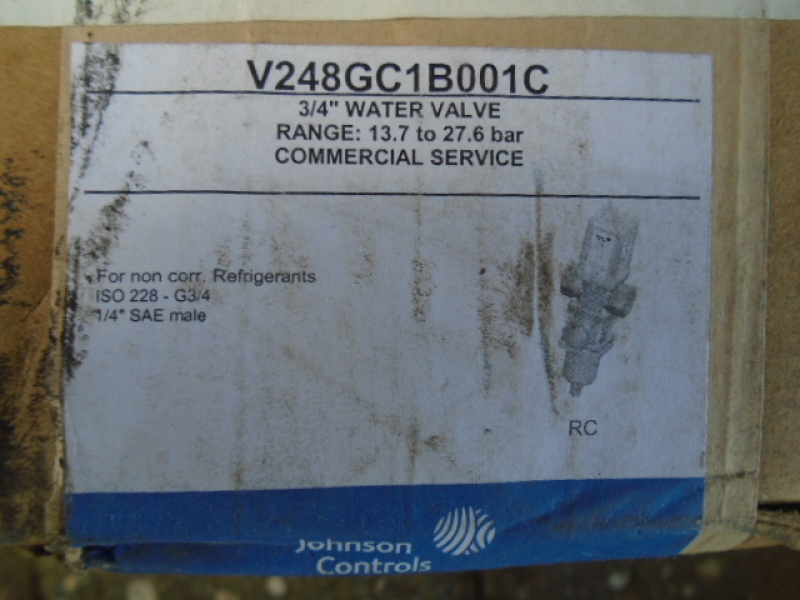 V248GC1B001C
3/4" WATER VALVE
RANGE: 13.7 to 27.6 bar
COMMERCIAL SERVICE
For non corr. Refrigerants
ISO 228 - G3/4
1/4" SAE male
RC
Johnson
Controls